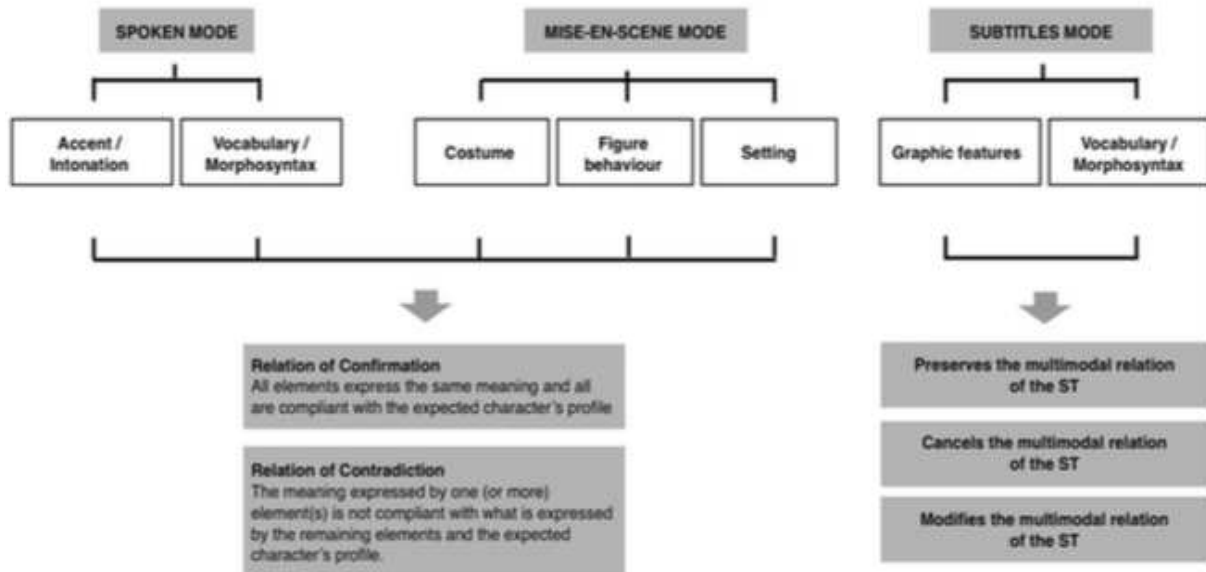 SPOKEN MODE
MISE-EN-SCENE MODE
SUBTITLES MODE
Accent /
Intonation
Vocabulary /
Morphosyntax
Costume
Figure
behaviour
Setting
Graphic features
Vocabulary /
Morphosyntax
Relation of Confirmation
All elements express the same meaning and all
are compliant with the expected character's profile
Relation of Contradiction
The meaning expressed by one (or more)
element(s) is not compliant with what is expressed
by the remaining elements and the expected
character's profile.
Preserves the multimodal relation
of the ST
Cancels the multimodal relation
of the ST
Modifies the multimodal relation
of the ST